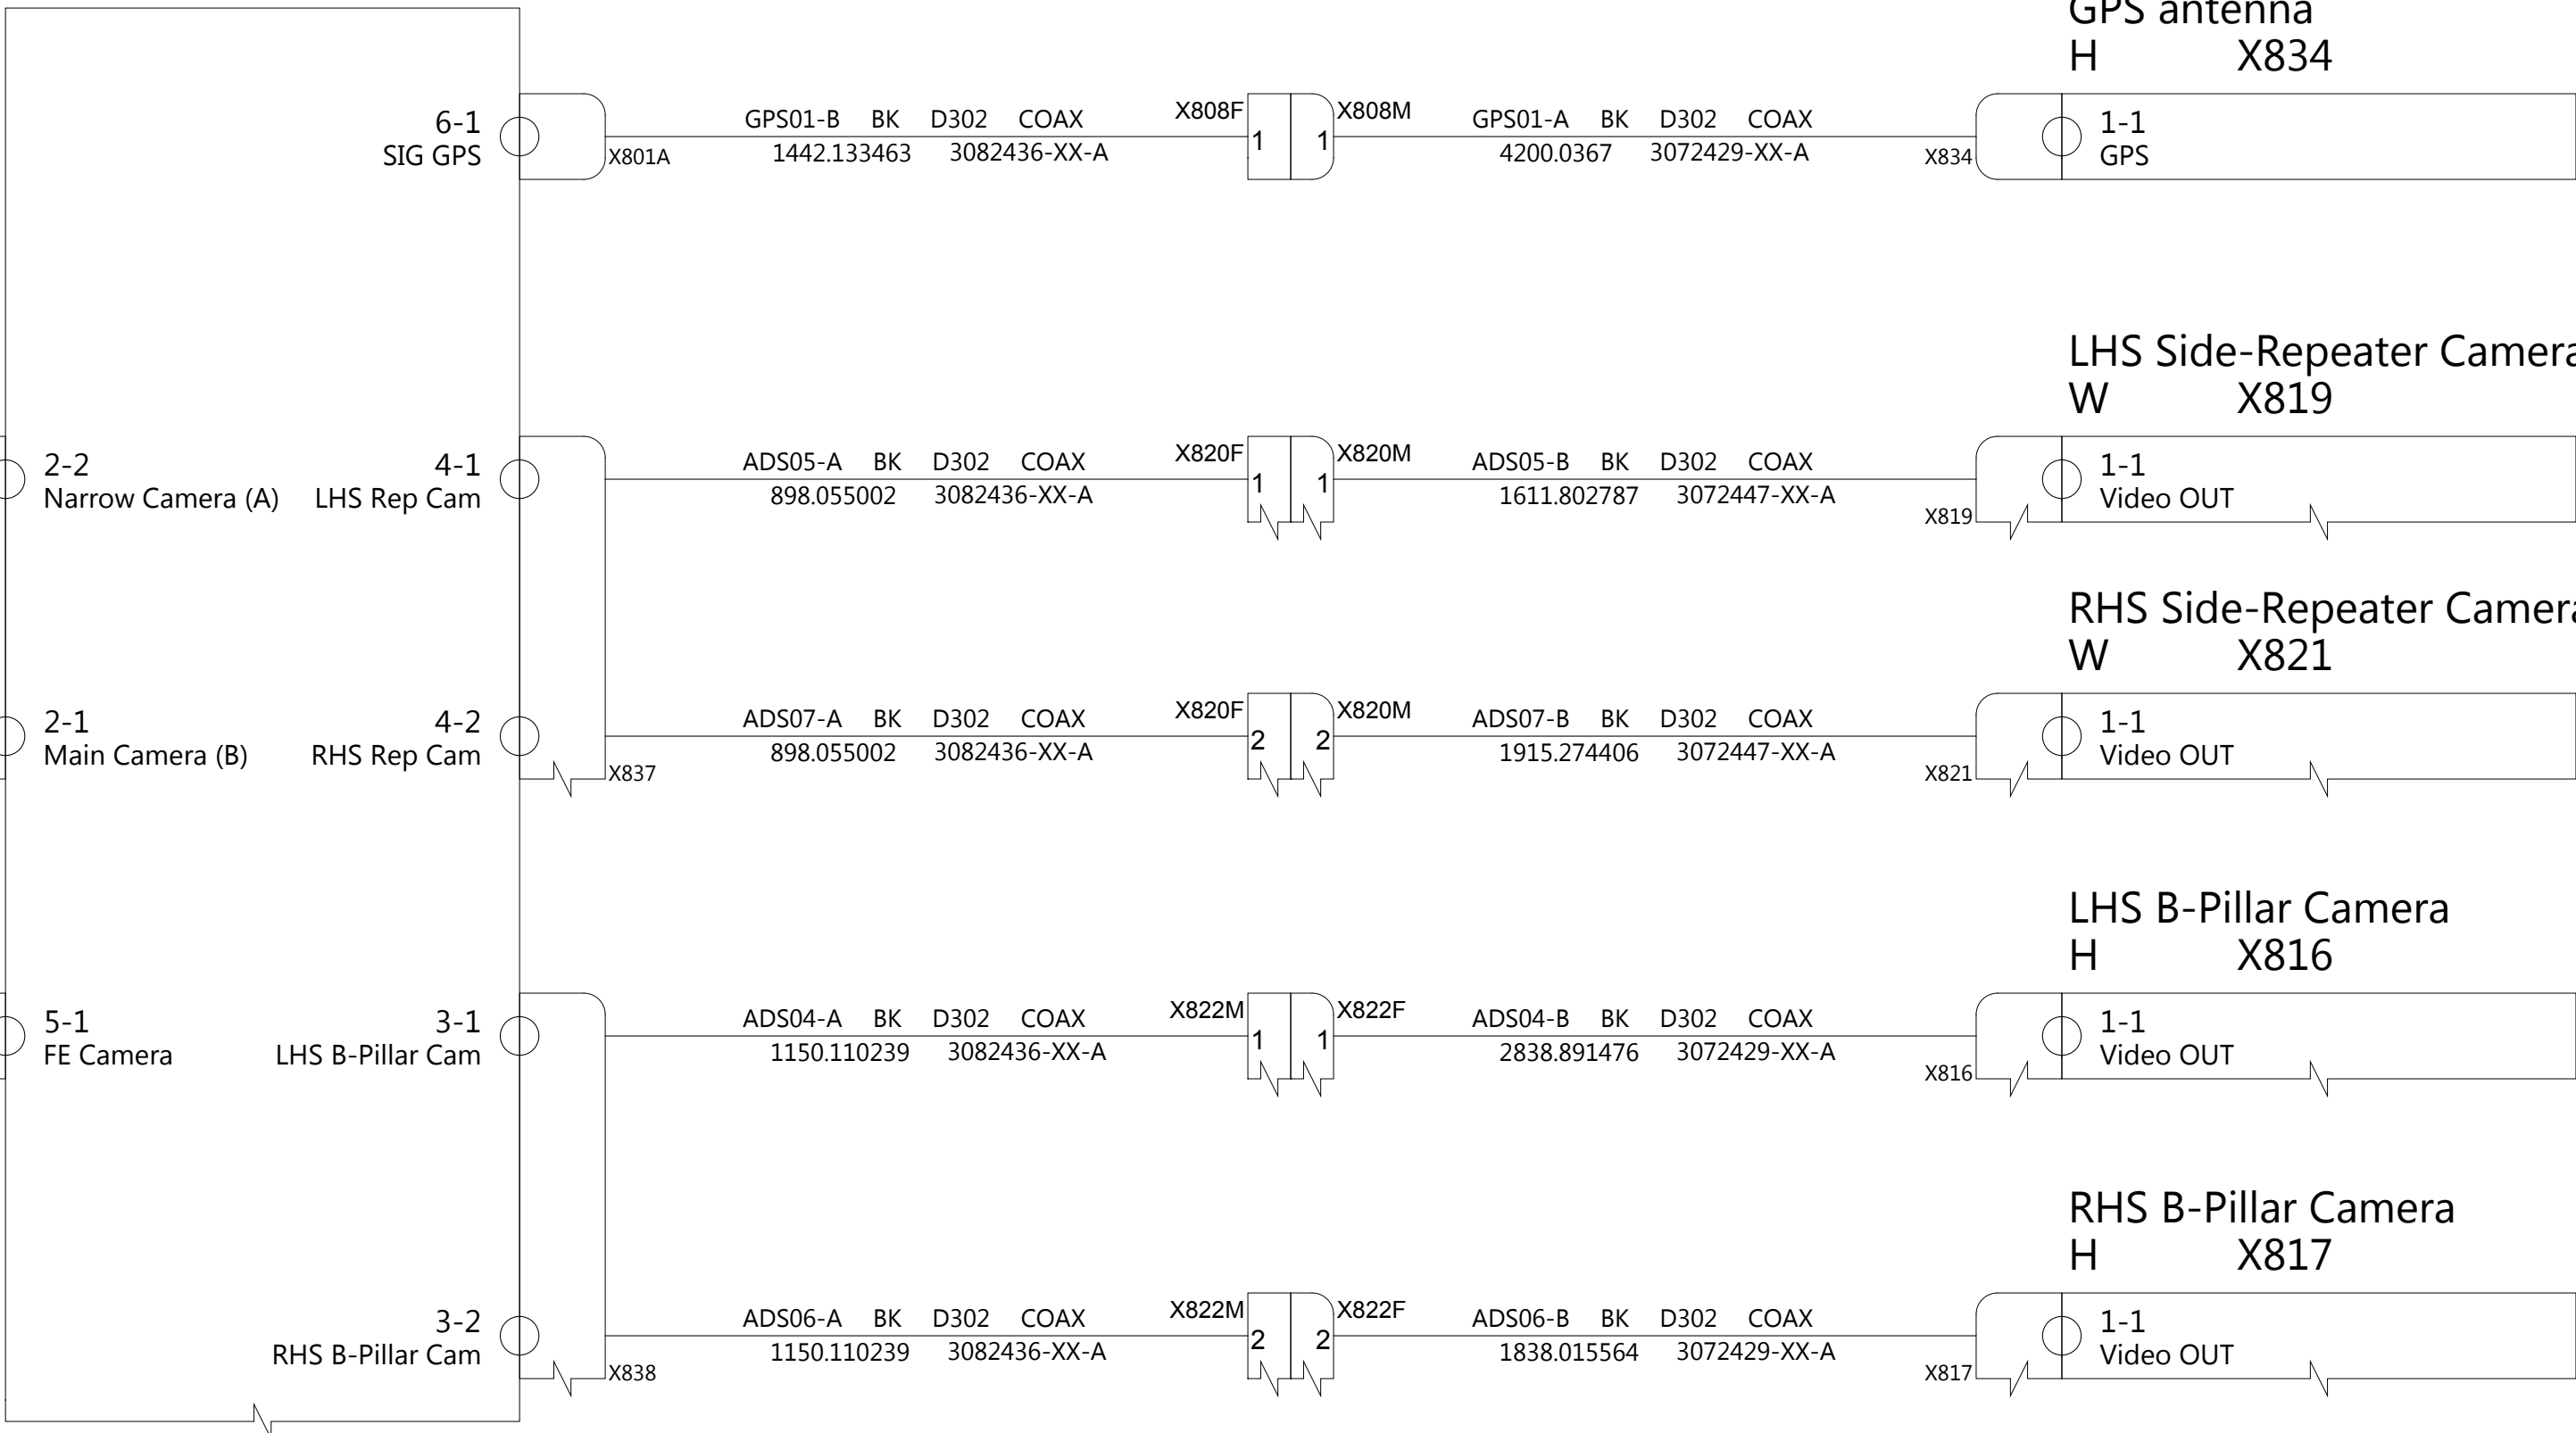 GPS antenna
H X834
6-1
SIG GPS
X801A
GPS01-B BK D302 COAX
1442.133463 3082436-XX-A
X808F
1
1
X808M
GPS01-A BK D302 COAX
4200.0367 3072429-XX-A
X834
1-1
GPS
LHS Side-Repeater Camera
W X819
2-2
Narrow Camera (A)
4-1
LHS Rep Cam
ADS05-A BK D302 COAX
898.055002 3082436-XX-A
X820F
1
1
X820M
ADS05-B BK D302 COAX
1611.802787 3072447-XX-A
X819
1-1
Video OUT
RHS Side-Repeater Camera
W X821
2-1
Main Camera (B)
4-2
RHS Rep Cam
X837
ADS07-A BK D302 COAX
898.055002 3082436-XX-A
X820F
2
2
X820M
ADS07-B BK D302 COAX
1915.274406 3072447-XX-A
X821
1-1
Video OUT
LHS B-Pillar Camera
H X816
5-1
FE Camera
3-1
LHS B-Pillar Cam
ADS04-A BK D302 COAX
1150.110239 3082436-XX-A
X822M
1
1
X822F
ADS04-B BK D302 COAX
2838.891476 3072429-XX-A
X816
1-1
Video OUT
RHS B-Pillar Camera
H X817
3-2
RHS B-Pillar Cam
X838
ADS06-A BK D302 COAX
1150.110239 3082436-XX-A
X822M
2
2
X822F
ADS06-B BK D302 COAX
1838.015564 3072429-XX-A
X817
1-1
Video OUT